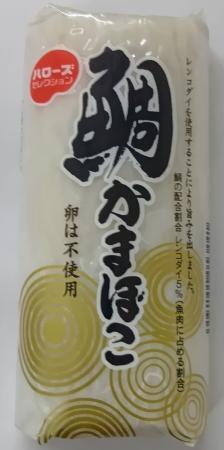 ハローズ
セレクション
鯛かまぼこ
卵は不使用
レンコダイを使用することにより旨みを出しました。
鯛の配合割合 レンコダイ5%(魚肉に占める割合)